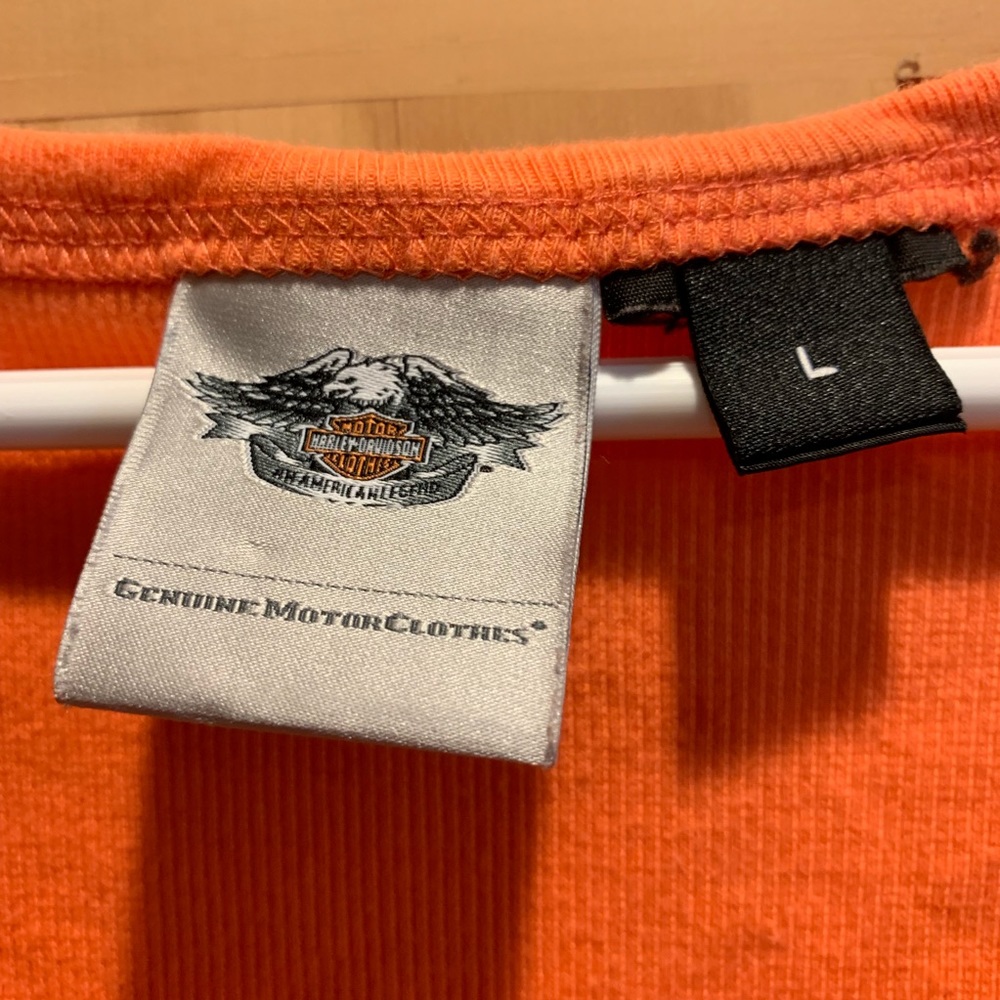 MOTOR
HARLEY-DAVIDSON
CLOTHES
AN AMERICAN LEGEND
GENUINE MOTORCLOTHES®
L